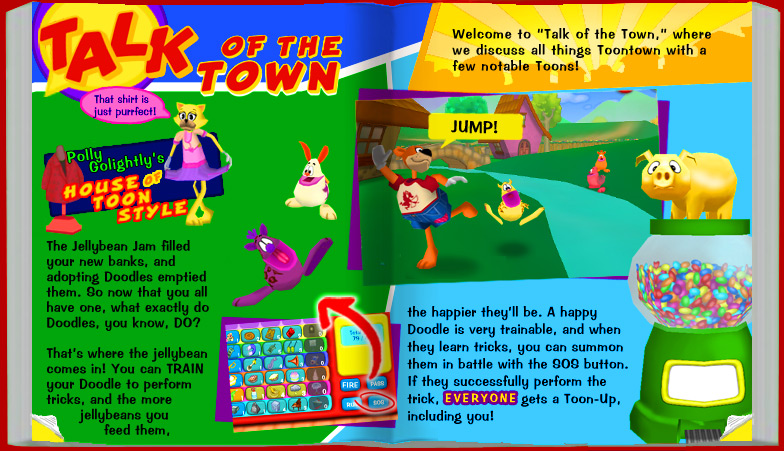 TALK
OF THE
TOWN
Welcome to "Talk of the Town," where
we discuss all things Toontown with a
few notable Toons!
That shirt is
just purrfect!
Polly
Golightly's
HOUSE OF
TOON
STYLE
JUMP!
The Jellybean Jam filled
your new banks, and
adopting Doodles emptied
them. So now that you all
have one, what exactly do
Doodles, you know, DO?
That's where the jellybean
comes in! You can TRAIN
your Doodle to perform
tricks, and the more
jellybeans you
feed them,
FIRE
PASS
SOS
the happier they'll be. A happy
Doodle is very trainable, and when
they learn tricks, you can summon
them in battle with the SOS button.
If they successfully perform the
trick, EVERYONE gets a Toon-Up,
including you!